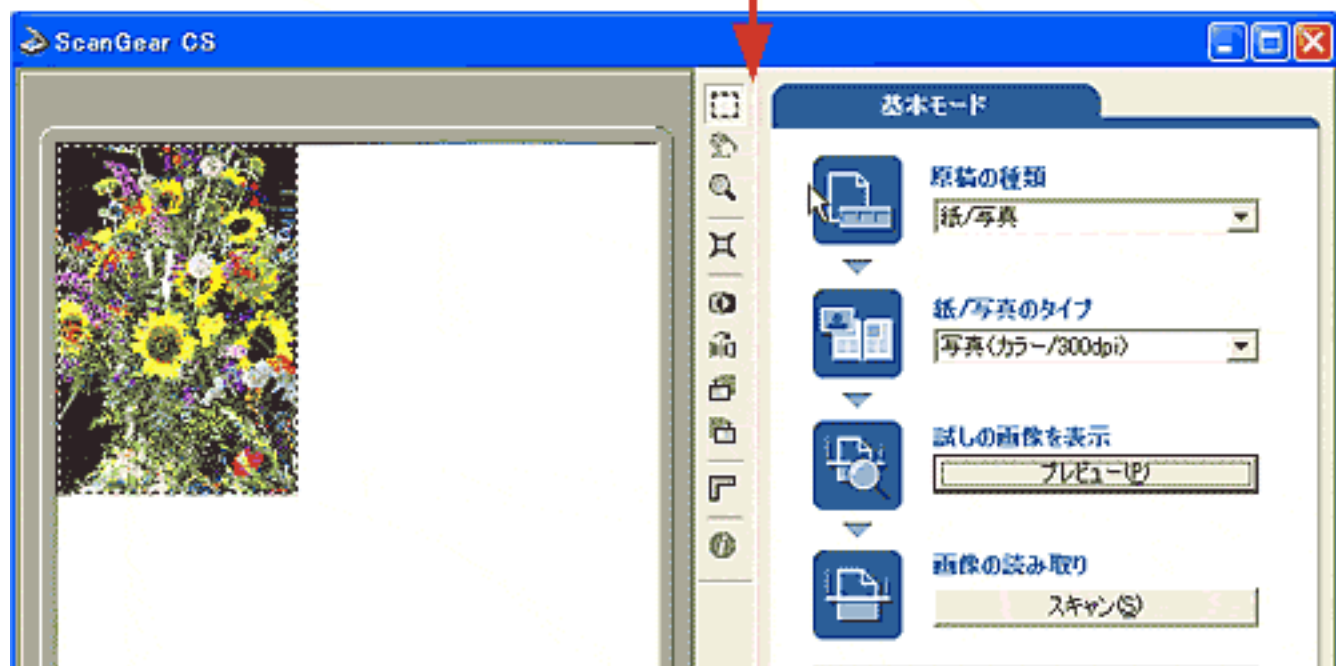 ScanGear CS
基本モード
原稿の種類
紙/写真
紙/写真のタイプ
写真(カラー/300dpi)
試しの画像を表示
プレビュー(P)
画像の読み取り
スキャン(S)